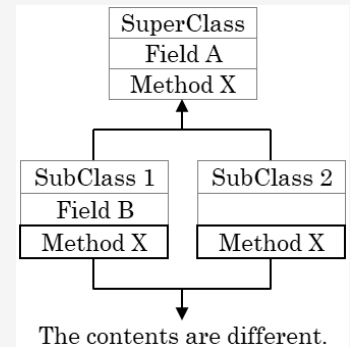 SuperClass
Field A
Method X
SubClass 1
Field B
Method X
SubClass 2
Method X
The contents are different.